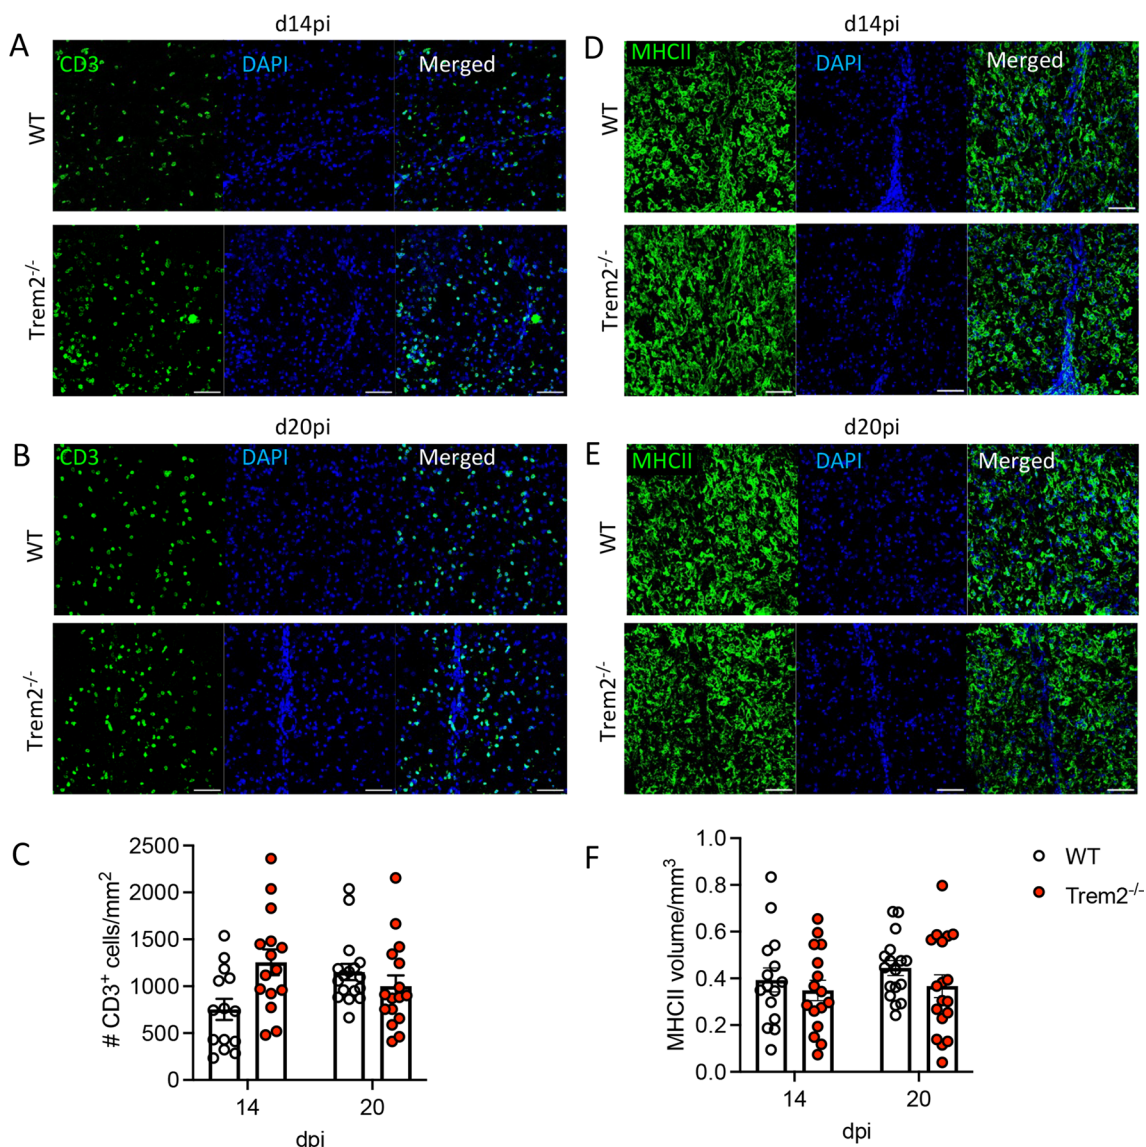 A
d14pi
CD3 DAPI Merged
WT
Trem2-/-
B
d20pi
CD3 DAPI Merged
WT
Trem2-/-
C
# CD3+ cells/mm2
2500
2000
1500
1000
500
0
14 20
dpi
D
d14pi
MHCII DAPI Merged
WT
Trem2-/-
E
d20pi
MHCII DAPI Merged
WT
Trem2-/-
F
MHCII volume/mm3
1.0
0.8
0.6
0.4
0.2
0.0
14 20
dpi
WT
Trem2-/-